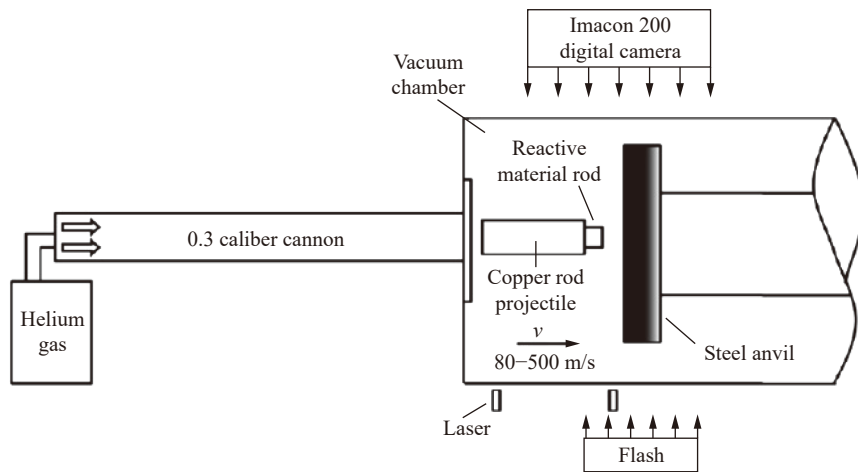 Imacon 200
digital camera
Vacuum
chamber
Reactive
material rod
0.3 caliber cannon
Copper rod
projectile
Helium
gas
v
80−500 m/s
Steel anvil
Laser
Flash